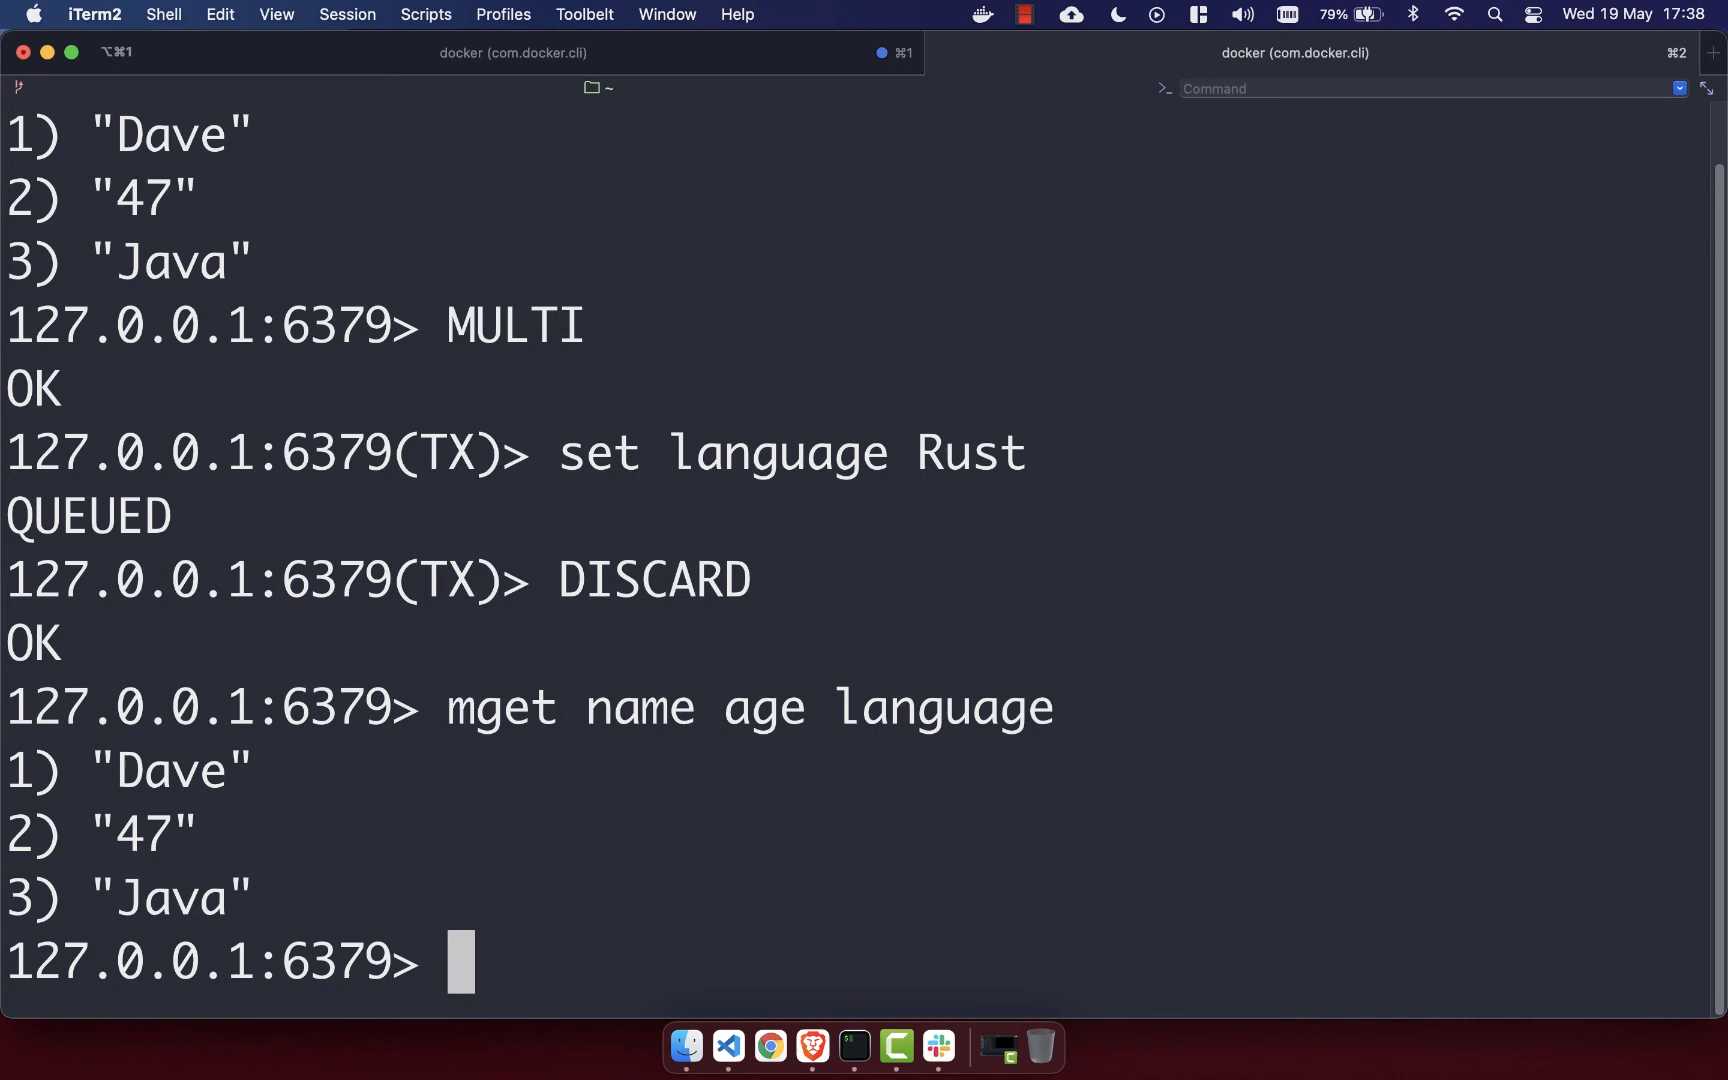 iTerm2 Shell Edit View Session Scripts Profiles Toolbelt Window Help 79% Wed 19 May 17:38
⌥⌘1 docker (com.docker.cli) ⌘1 docker (com.docker.cli) ⌘2
~ >_ Command
1) "Dave"
2) "47"
3) "Java"
127.0.0.1:6379> MULTI
OK
127.0.0.1:6379(TX)> set language Rust
QUEUED
127.0.0.1:6379(TX)> DISCARD
OK
127.0.0.1:6379> mget name age language
1) "Dave"
2) "47"
3) "Java"
127.0.0.1:6379>